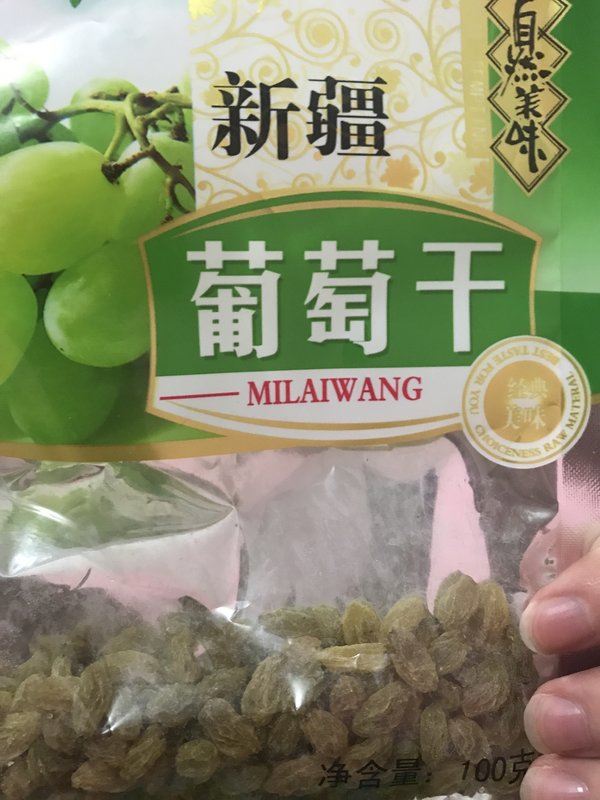 自然美味
新疆
葡萄干
MILAIWANG
BEST TASTE FOR YOU
经典
美味
CHOICENESS RAW MATERIAL
净含量：100克